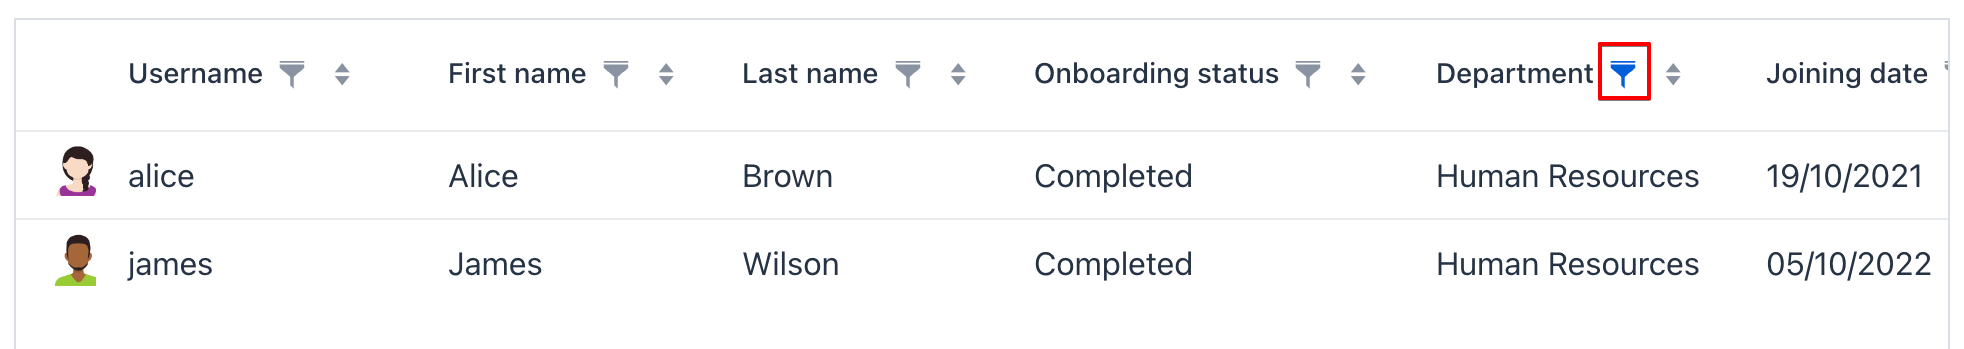 Username First name Last name Onboarding status Department Joining date
alice Alice Brown Completed Human Resources 19/10/2021
james James Wilson Completed Human Resources 05/10/2022